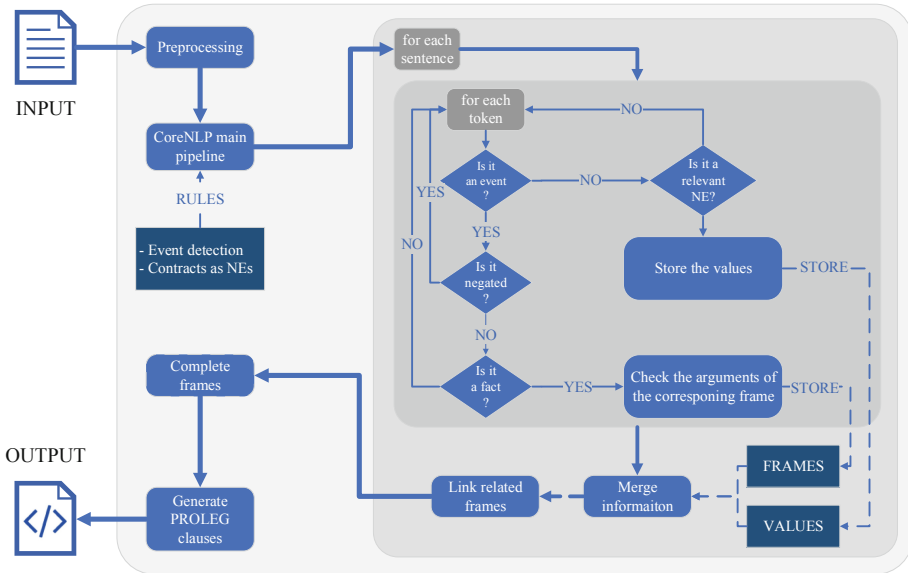 INPUT
Preprocessing
CoreNLP main
pipeline
RULES
- Event detection
- Contracts as NEs
for each
sentence
for each
token
NO
Is it
an event
?
NO
Is it a
relevant
NE?
YES
YES
NO
Is it
negated
?
Store the values
STORE
NO
Is it
a fact
?
YES
Check the arguments of
the corresponing frame
STORE
FRAMES
VALUES
Merge
informaiton
Link related
frames
Complete
frames
Generate
PROLEG
clauses
OUTPUT
</>